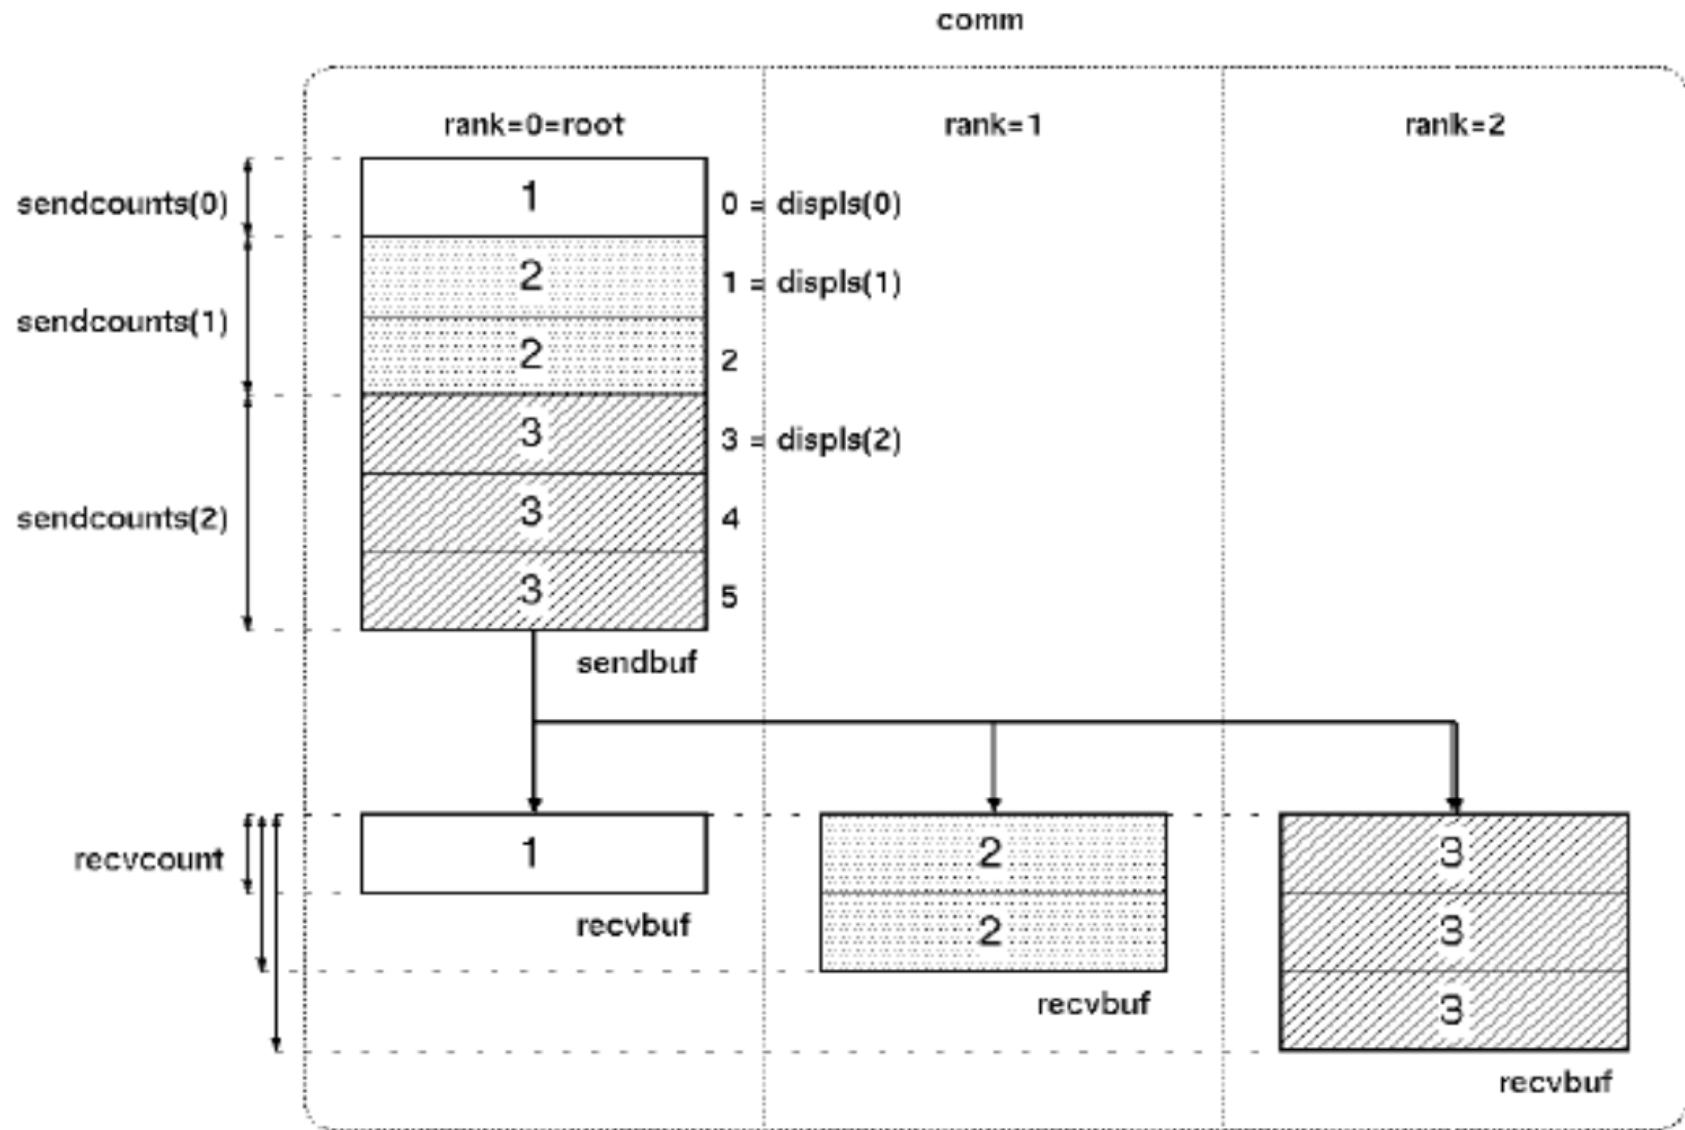 comm
rank=0=root
rank=1
rank=2
sendcounts(0)
1
0 = displs(0)
2
1 = displs(1)
sendcounts(1)
2
2
3
3 = displs(2)
sendcounts(2)
3
4
3
5
sendbuf
recvcount
1
2
3
recvbuf
2
3
recvbuf
3
recvbuf